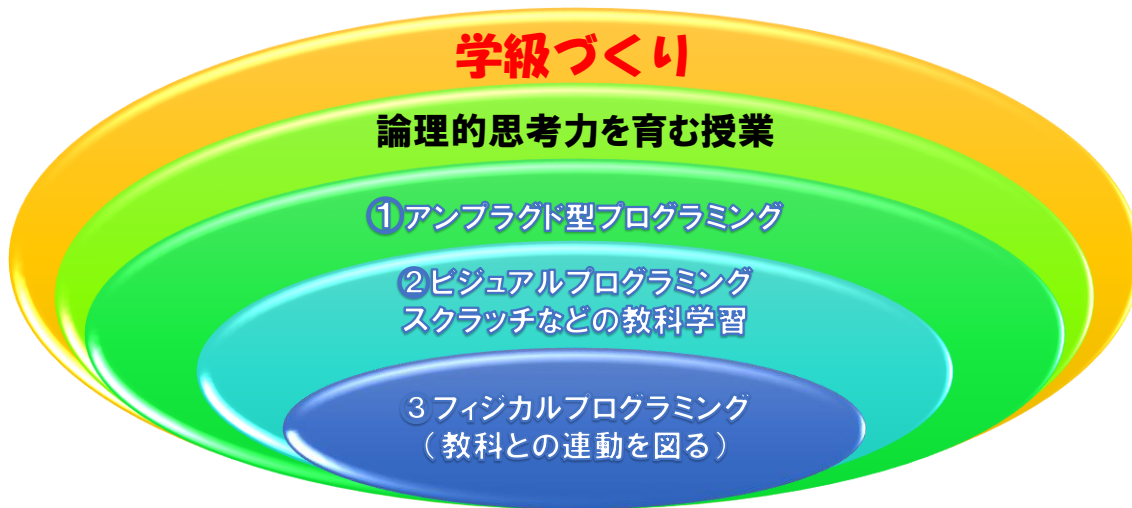 学級づくり
論理的思考力を育む授業
①アンプラグド型プログラミング
②ビジュアルプログラミング
スクラッチなどの教科学習
３フィジカルプログラミング
（教科との連動を図る）